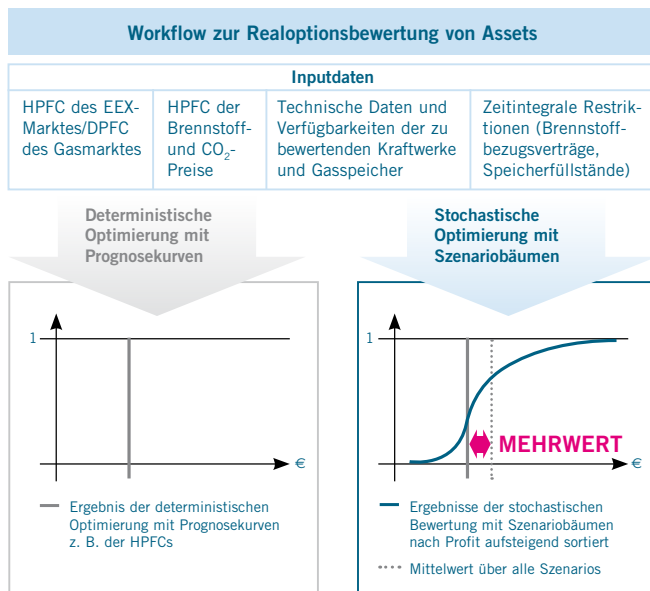 Workflow zur Realoptionsbewertung von Assets
Inputdaten
HPFC des EEX-
Marktes/DPFC
des Gasmarktes
HPFC der
Brennstoff-
und CO₂-
Preise
Technische Daten und
Verfügbarkeiten der zu
bewertenden Kraftwerke
und Gasspeicher
Zeitintegrale Restrik-
tionen (Brennstoff-
bezugsverträge,
Speicherfüllstände)
Deterministische
Optimierung mit
Prognosekurven
Stochastische
Optimierung mit
Szenariobäumen
1
€
Ergebnis der deterministischen
Optimierung mit Prognosekurven
z. B. der HPFCs
1
MEHRWERT
€
Ergebnisse der stochastischen
Bewertung mit Szenariobäumen
nach Profit aufsteigend sortiert
Mittelwert über alle Szenarios